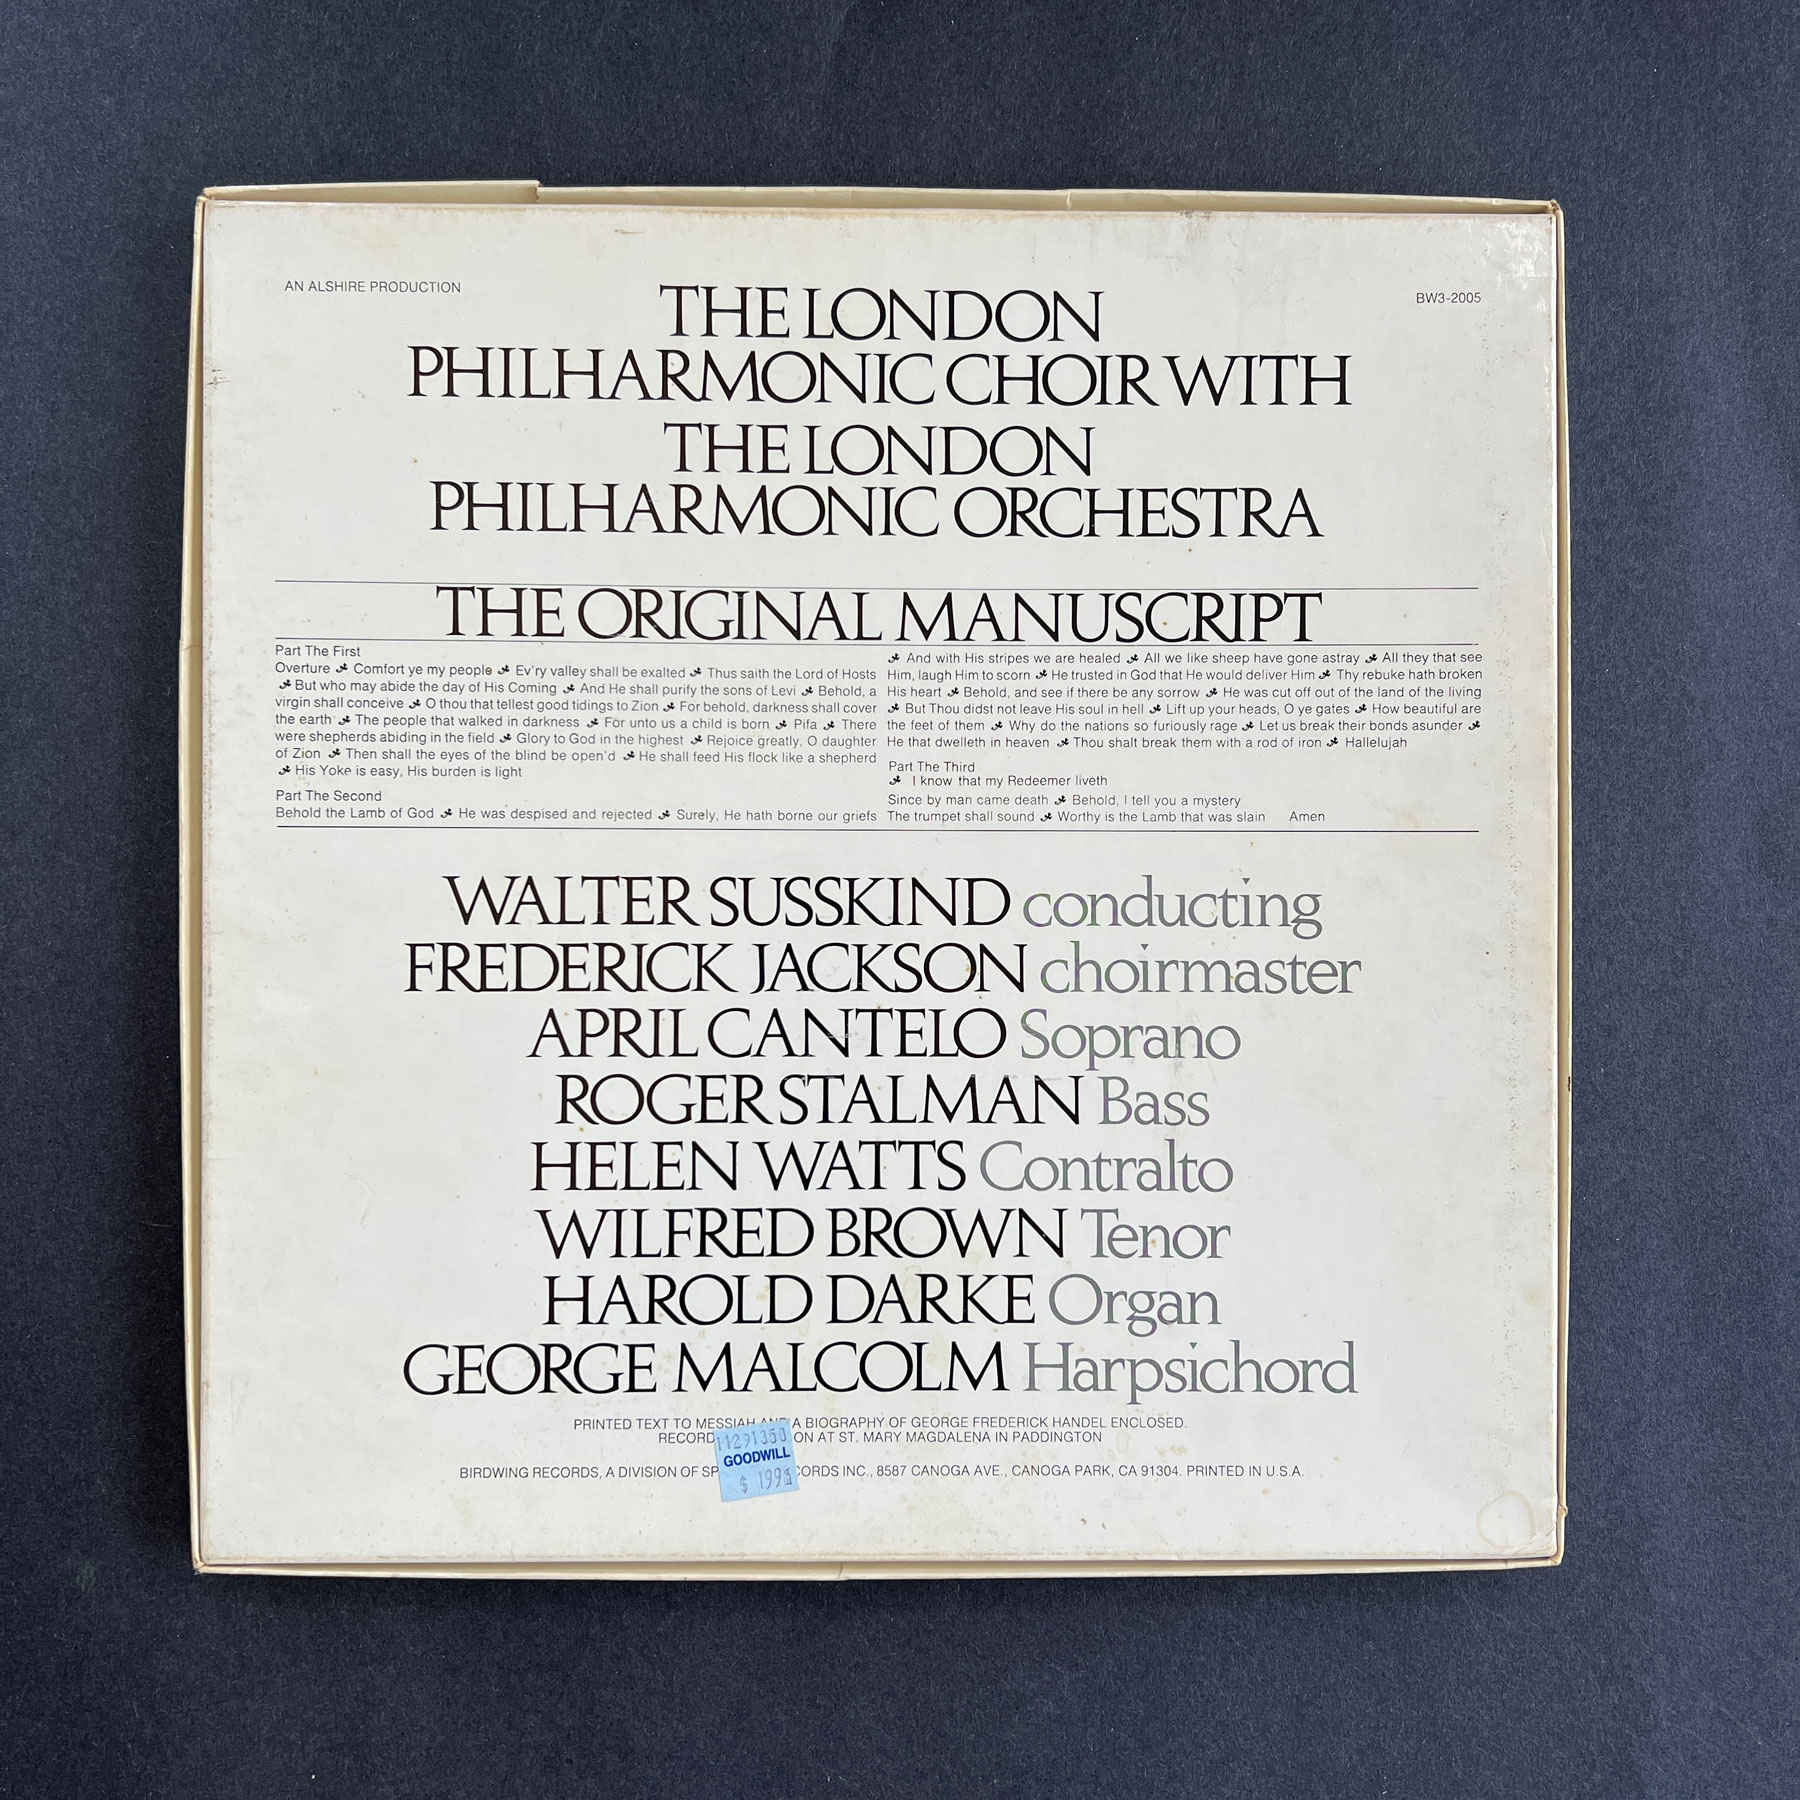 AN ALSHIRE PRODUCTION
BW3-2005
THE LONDON
PHILHARMONIC CHOIR WITH
THE LONDON
PHILHARMONIC ORCHESTRA
THE ORIGINAL MANUSCRIPT
Part The First
Overture Comfort ye my people Ev'ry valley shall be exalted Thus saith the Lord of Hosts
But who may abide the day of His Coming And He shall purify the sons of Levi Behold, a
virgin shall conceive O thou that tellest good tidings to Zion For behold, darkness shall cover
the earth The people that walked in darkness For unto us a child is born Pifa There
were shepherds abiding in the field Glory to God in the highest Rejoice greatly, O daughter
of Zion Then shall the eyes of the blind be open'd He shall feed His flock like a shepherd
His Yoke is easy, His burden is light
Part The Second
Behold the Lamb of God He was despised and rejected Surely, He hath borne our griefs
And with His stripes we are healed All we like sheep have gone astray All they that see
Him, laugh Him to scorn He trusted in God that He would deliver Him Thy rebuke hath broken
His heart Behold, and see if there be any sorrow He was cut off out of the land of the living
But Thou didst not leave His soul in hell Lift up your heads, O ye gates How beautiful are
the feet of them Why do the nations so furiously rage Let us break their bonds asunder
He that dwelleth in heaven Thou shalt break them with a rod of iron Hallelujah
Part The Third
I know that my Redeemer liveth
Since by man came death Behold, I tell you a mystery
The trumpet shall sound Worthy is the Lamb that was slain Amen
WALTER SUSSKIND conducting
FREDERICK JACKSON choirmaster
APRIL CANTELO Soprano
ROGER STALMAN Bass
HELEN WATTS Contralto
WILFRED BROWN Tenor
HAROLD DARKE Organ
GEORGE MALCOLM Harpsichord
PRINTED TEXT TO MESSIAH AND A BIOGRAPHY OF GEORGE FREDERICK HANDEL ENCLOSED.
RECORD ON AT ST. MARY MAGDALENA IN PADDINGTON
BIRDWING RECORDS, A DIVISION OF SP CORDS INC., 8587 CANOGA AVE., CANOGA PARK, CA 91304. PRINTED IN U.S.A.
11291350
GOODWILL
$ 199